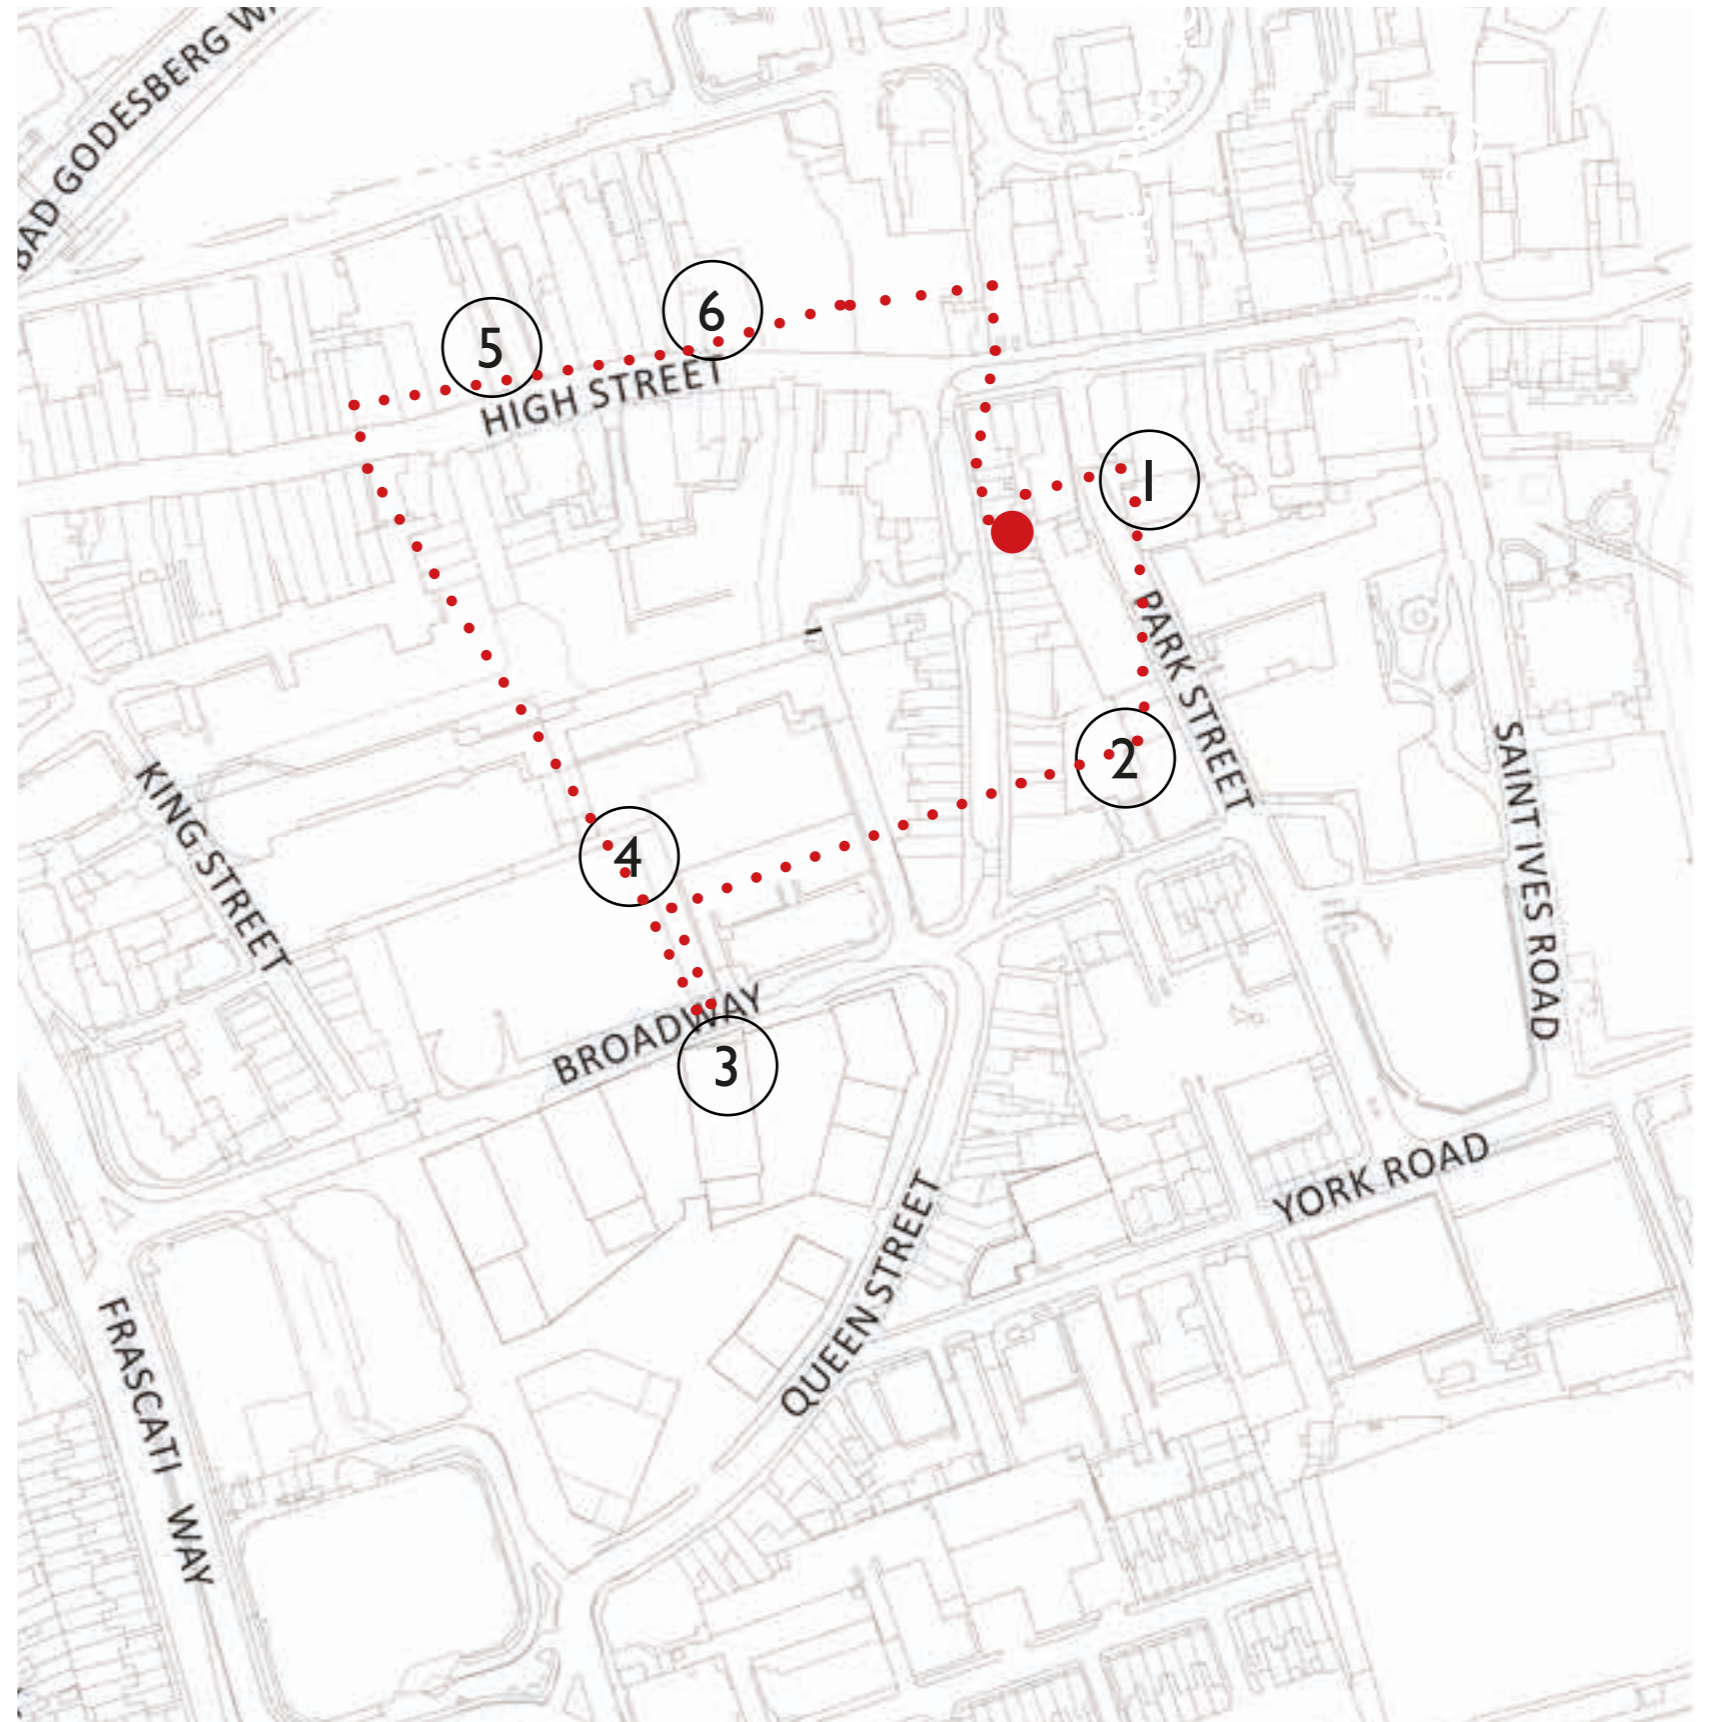 BAD GODESBERG WA
6
5
HIGH STREET
1
PARK STREET
2
SAINT IVES ROAD
KING STREET
4
BROADWAY
3
YORK ROAD
QUEEN STREET
FRASCATI WAY